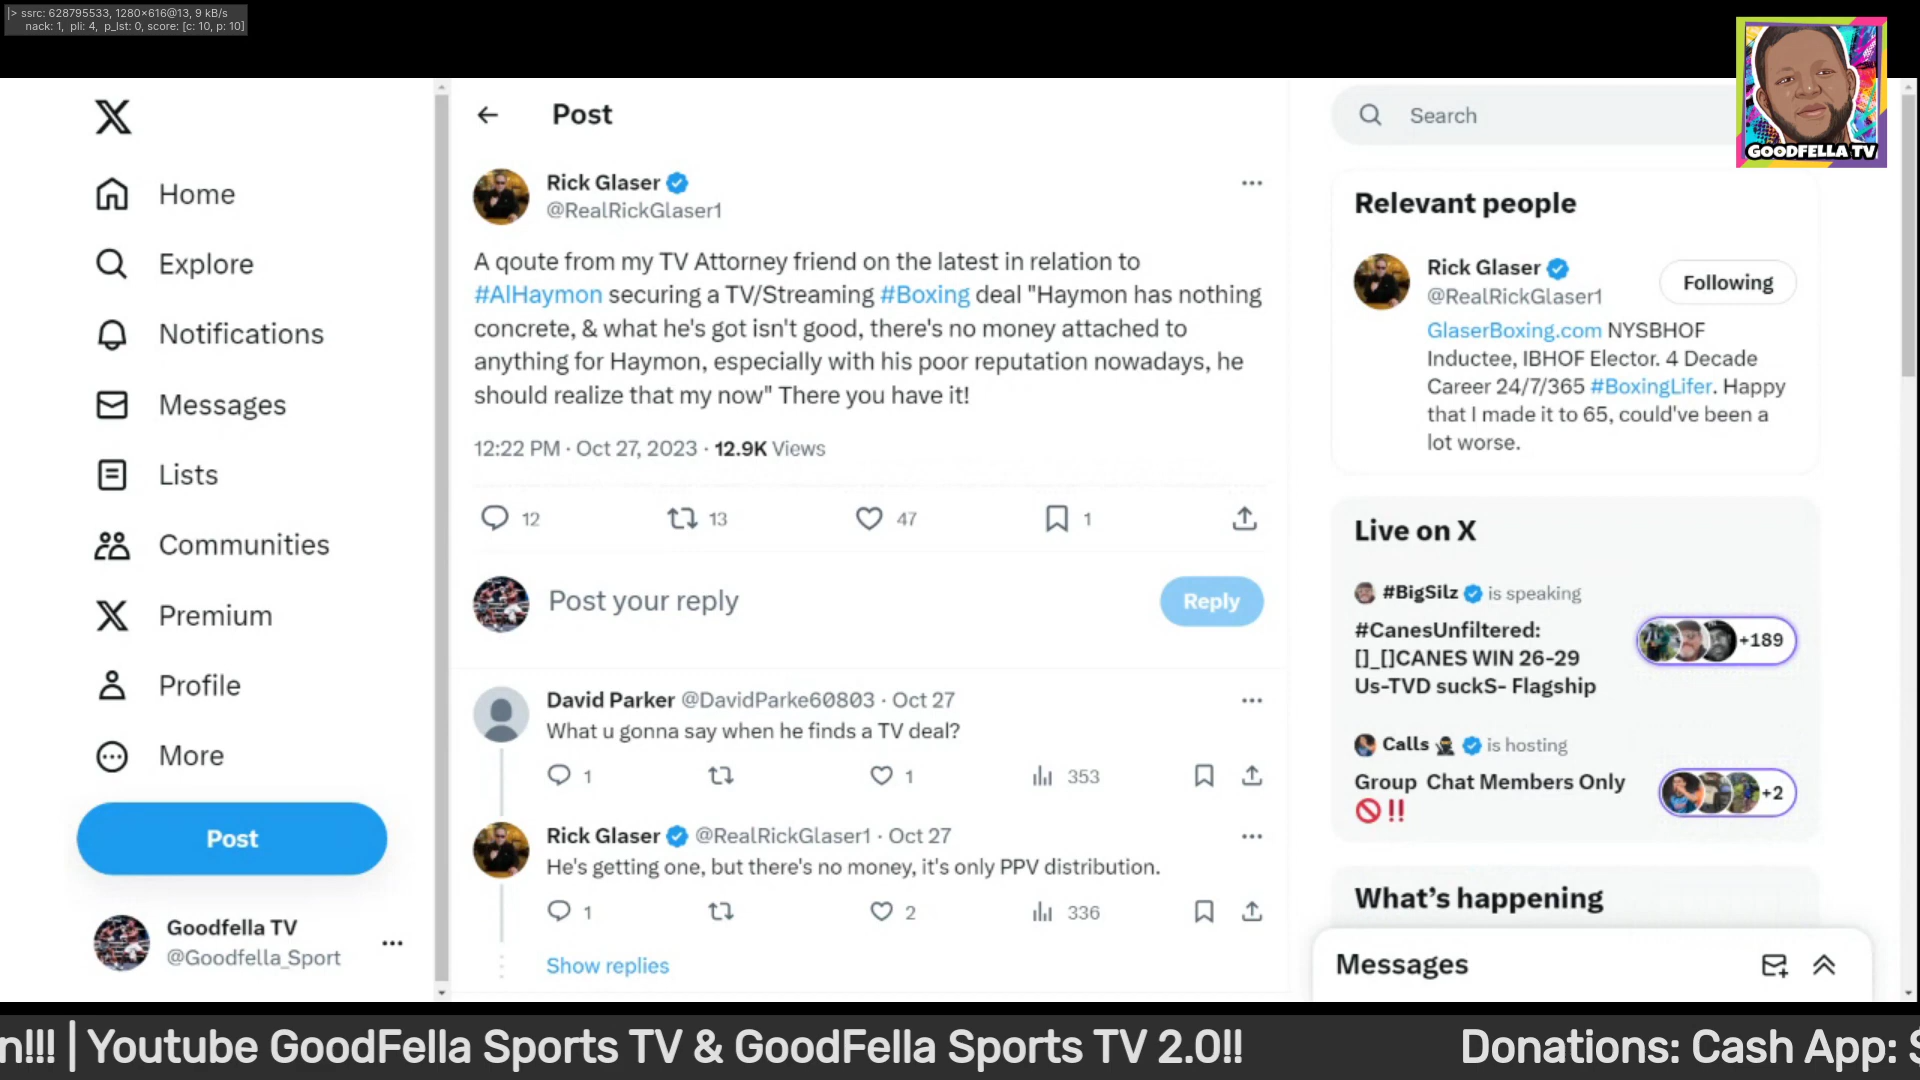 |> ssrc: 628795533, 1280×616@13, 9 kB/s
nack: 1, pli: 4, p_lst: 0, score: [c: 10, p: 10]
GOODFELLA TV
Home
Explore
Notifications
Messages
Lists
Communities
Premium
Profile
More
Post
Goodfella TV
@Goodfella_Sport
Post
Rick Glaser
@RealRickGlaser1
A qoute from my TV Attorney friend on the latest in relation to
#AlHaymon securing a TV/Streaming #Boxing deal "Haymon has nothing
concrete, & what he's got isn't good, there's no money attached to
anything for Haymon, especially with his poor reputation nowadays, he
should realize that my now" There you have it!
12:22 PM · Oct 27, 2023 · 12.9K Views
12 13 47 1
Post your reply
Reply
David Parker @DavidParke60803 · Oct 27
What u gonna say when he finds a TV deal?
1 1 353
Rick Glaser @RealRickGlaser1 · Oct 27
He's getting one, but there's no money, it's only PPV distribution.
1 2 336
Show replies
Search
Relevant people
Rick Glaser
@RealRickGlaser1
Following
GlaserBoxing.com NYSBHOF
Inductee, IBHOF Elector. 4 Decade
Career 24/7/365 #BoxingLifer. Happy
that I made it to 65, could've been a
lot worse.
Live on X
#BigSilz is speaking
#CanesUnfiltered:
[]_[]CANES WIN 26-29
Us-TVD suckS- Flagship
+189
Calls is hosting
Group Chat Members Only
🚫‼️
+2
What's happening
Messages
n!!! | Youtube GoodFella Sports TV & GoodFella Sports TV 2.0!! Donations: Cash App: